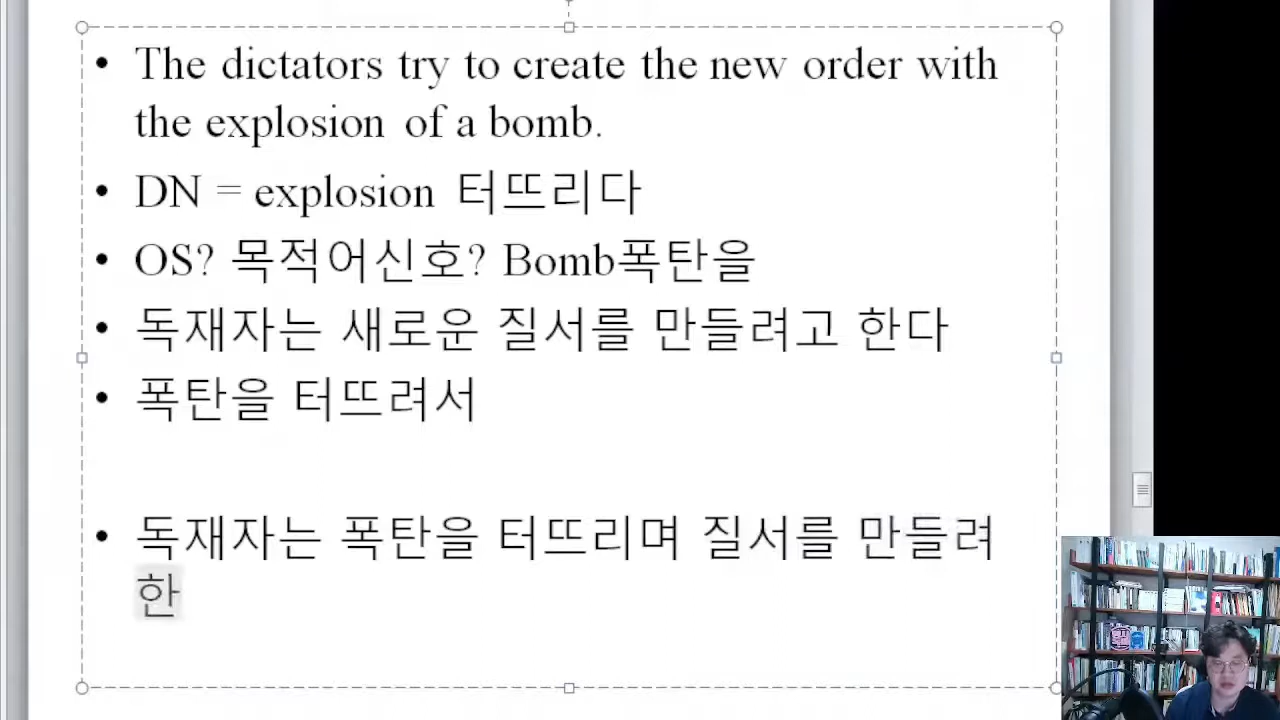 The dictators try to create the new order with
the explosion of a bomb.
DN = explosion 터뜨리다
OS? 목적어신호? Bomb폭탄을
독재자는 새로운 질서를 만들려고 한다
폭탄을 터뜨려서
독재자는 폭탄을 터뜨리며 질서를 만들려
한